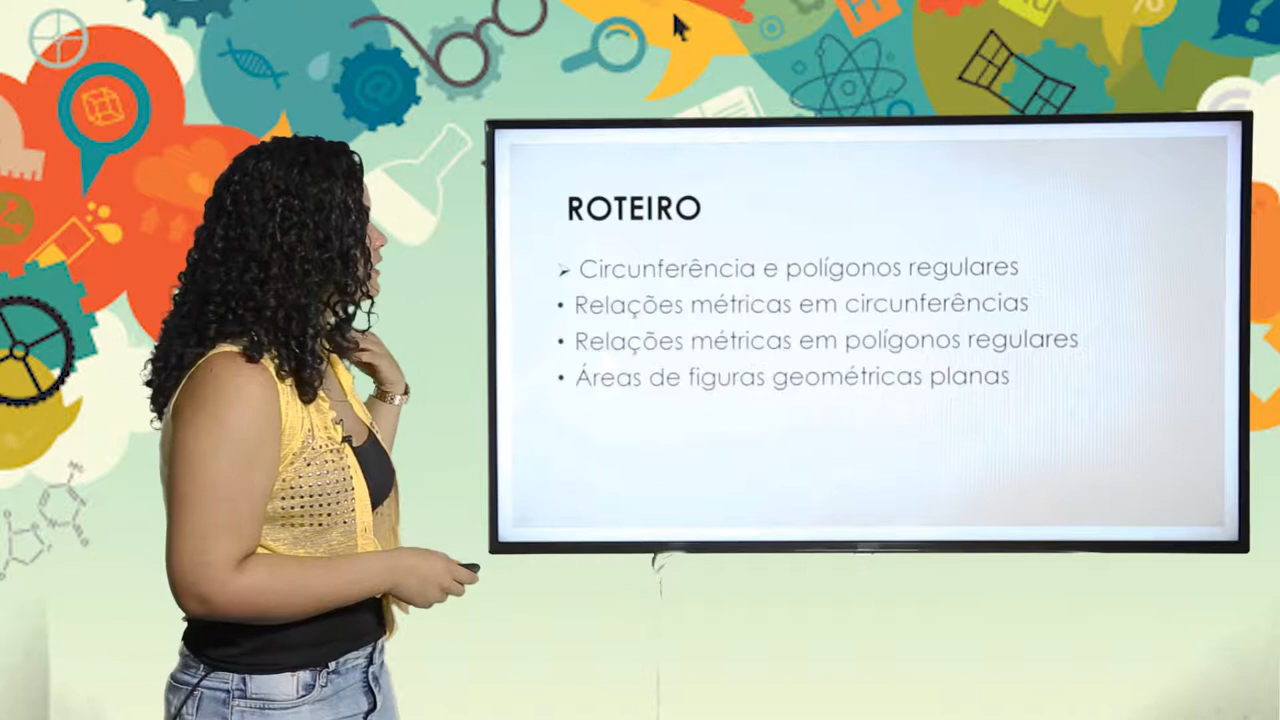 ROTEIRO
➢ Circunferência e polígonos regulares
• Relações métricas em circunferências
• Relações métricas em polígonos regulares
• Áreas de figuras geométricas planas